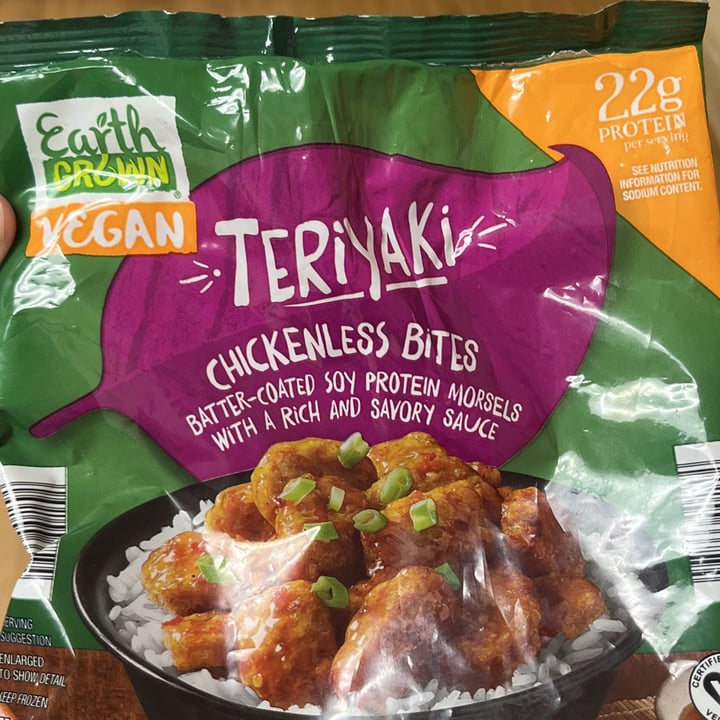 Earth
GROWN
VEGAN
22g
PROTEIN
per serving
SEE NUTRITION
INFORMATION FOR
SODIUM CONTENT.
TERiYAKi
CHICKENLESS BiTES
BATTER-COATED SOY PROTEIN MORSELS
WITH A RICH AND SAVORY SAUCE
SERVING
SUGGESTION
ENLARGED
TO SHOW DETAIL
KEEP FROZEN
CERTIFIE